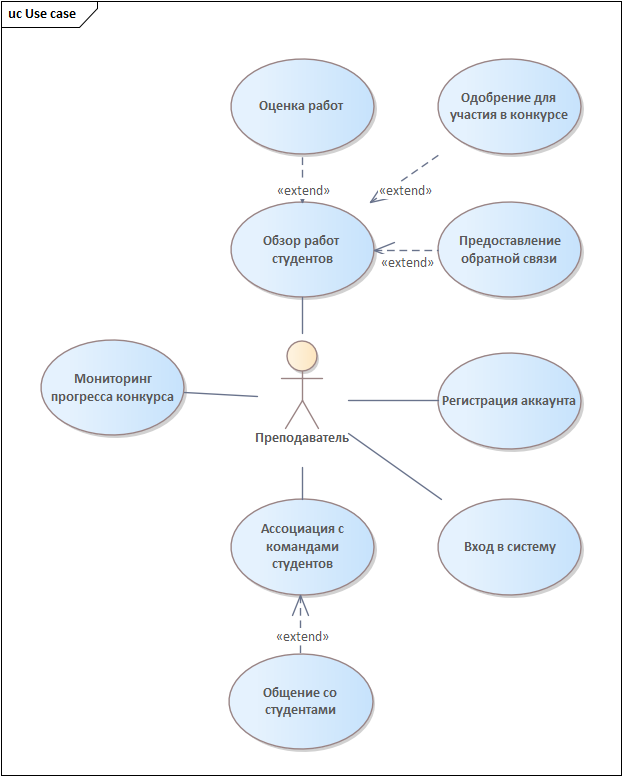 uc Use case
Оценка работ
Одобрение для
участия в конкурсе
«extend»
«extend»
Обзор работ
студентов
Предоставление
обратной связи
«extend»
Мониторинг
прогресса конкурса
Регистрация аккаунта
Преподаватель
Ассоциация с
командами
студентов
Вход в систему
«extend»
Общение со
студентами